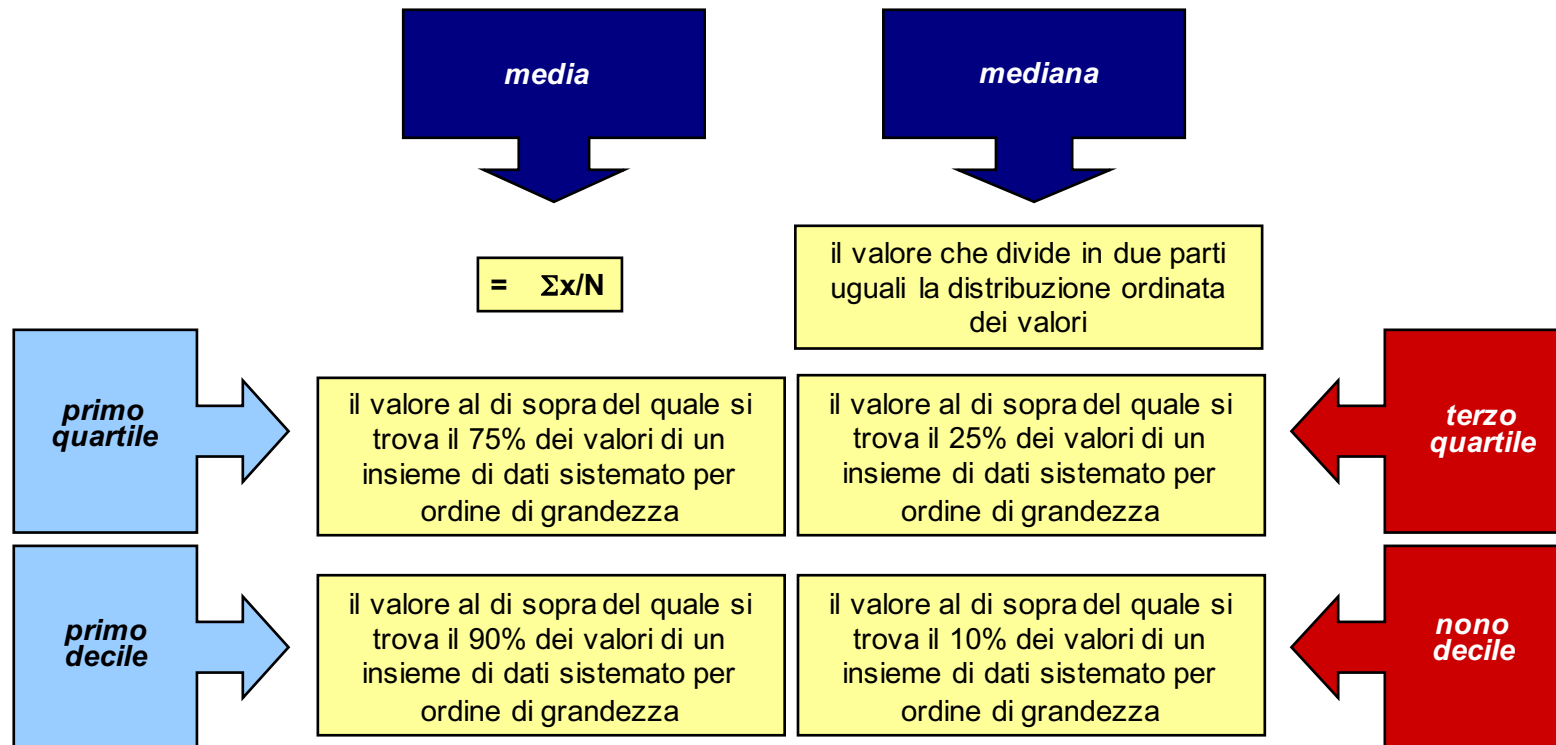 media
mediana
= Σx/N
il valore che divide in due parti
uguali la distribuzione ordinata
dei valori
primo
quartile
il valore al di sopra del quale si
trova il 75% dei valori di un
insieme di dati sistemato per
ordine di grandezza
il valore al di sopra del quale si
trova il 25% dei valori di un
insieme di dati sistemato per
ordine di grandezza
terzo
quartile
primo
decile
il valore al di sopra del quale si
trova il 90% dei valori di un
insieme di dati sistemato per
ordine di grandezza
il valore al di sopra del quale si
trova il 10% dei valori di un
insieme di dati sistemato per
ordine di grandezza
nono
decile